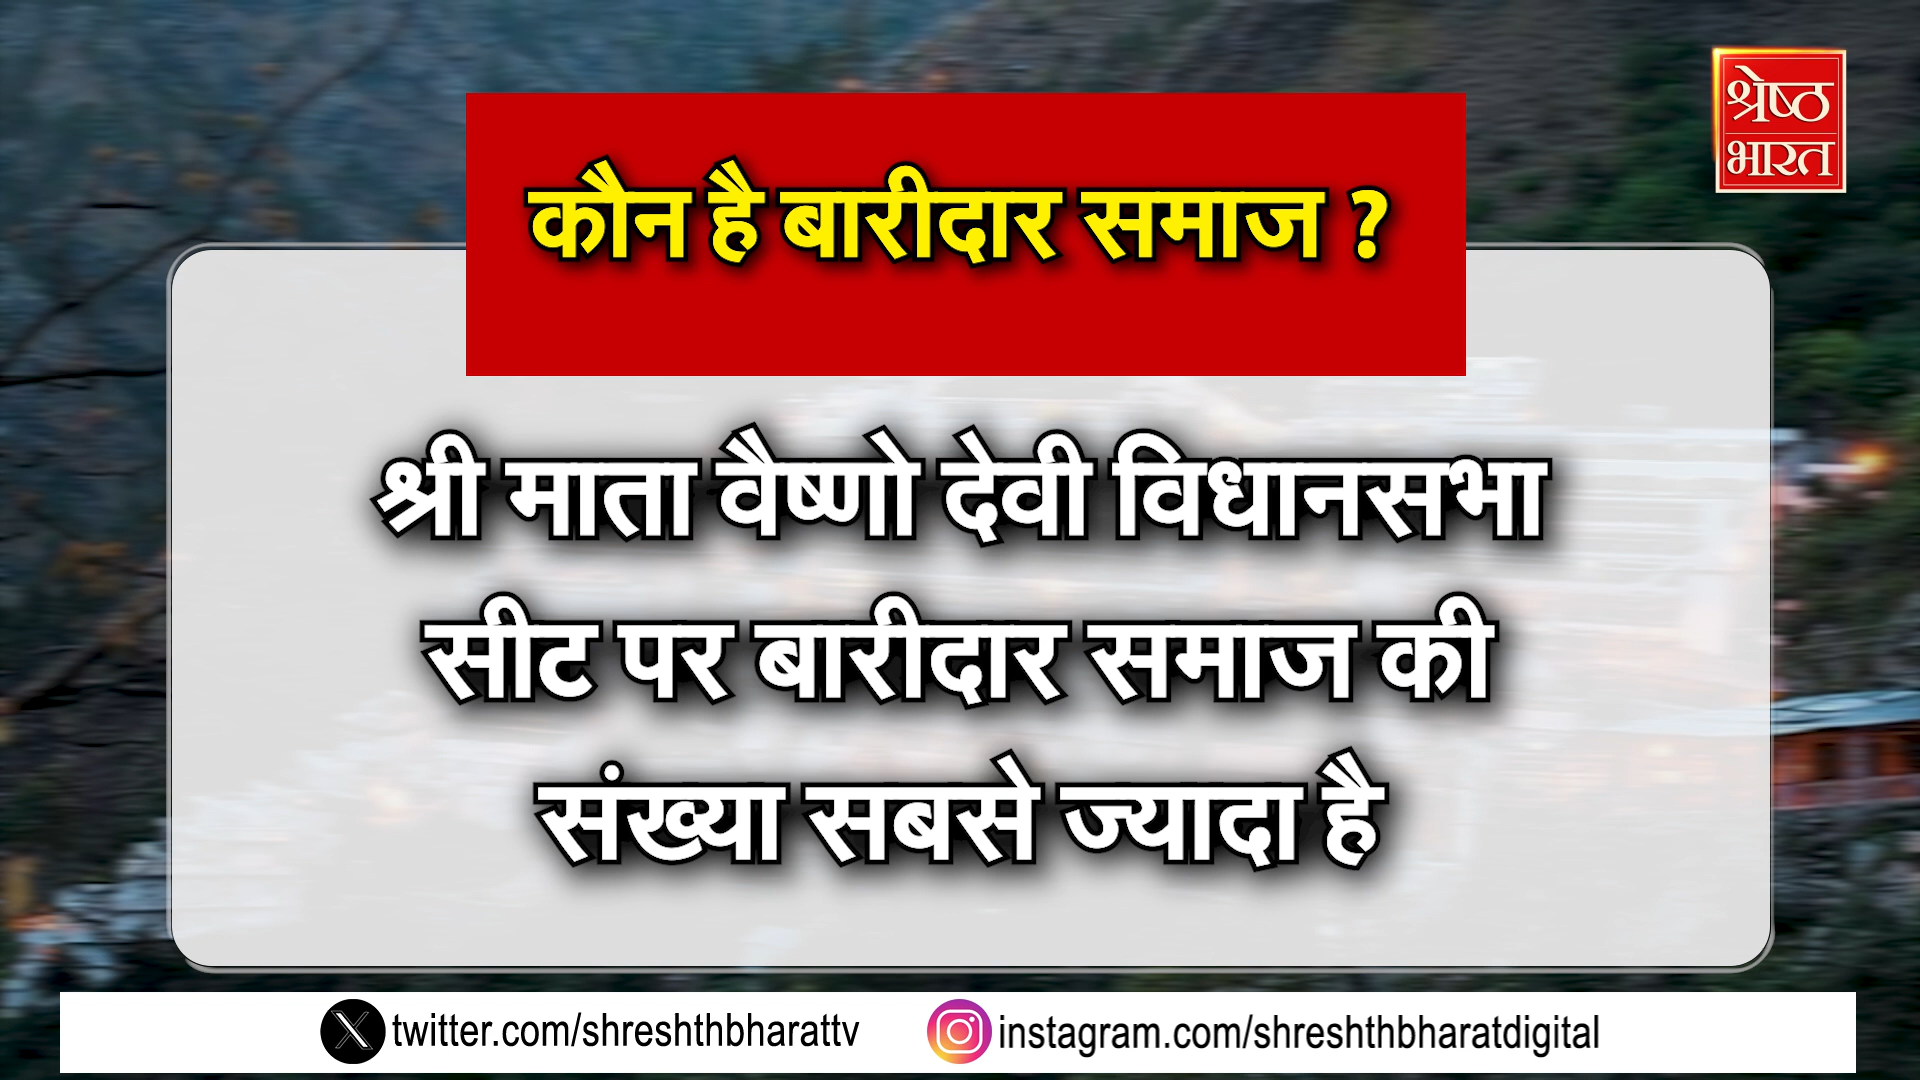 श्रेष्ठ
भारत
कौन है बारीदार समाज ?
श्री माता वैष्णो देवी विधानसभा
सीट पर बारीदार समाज की
संख्या सबसे ज्यादा है
twitter.com/shreshthbharattv
instagram.com/shreshthbharatdigital